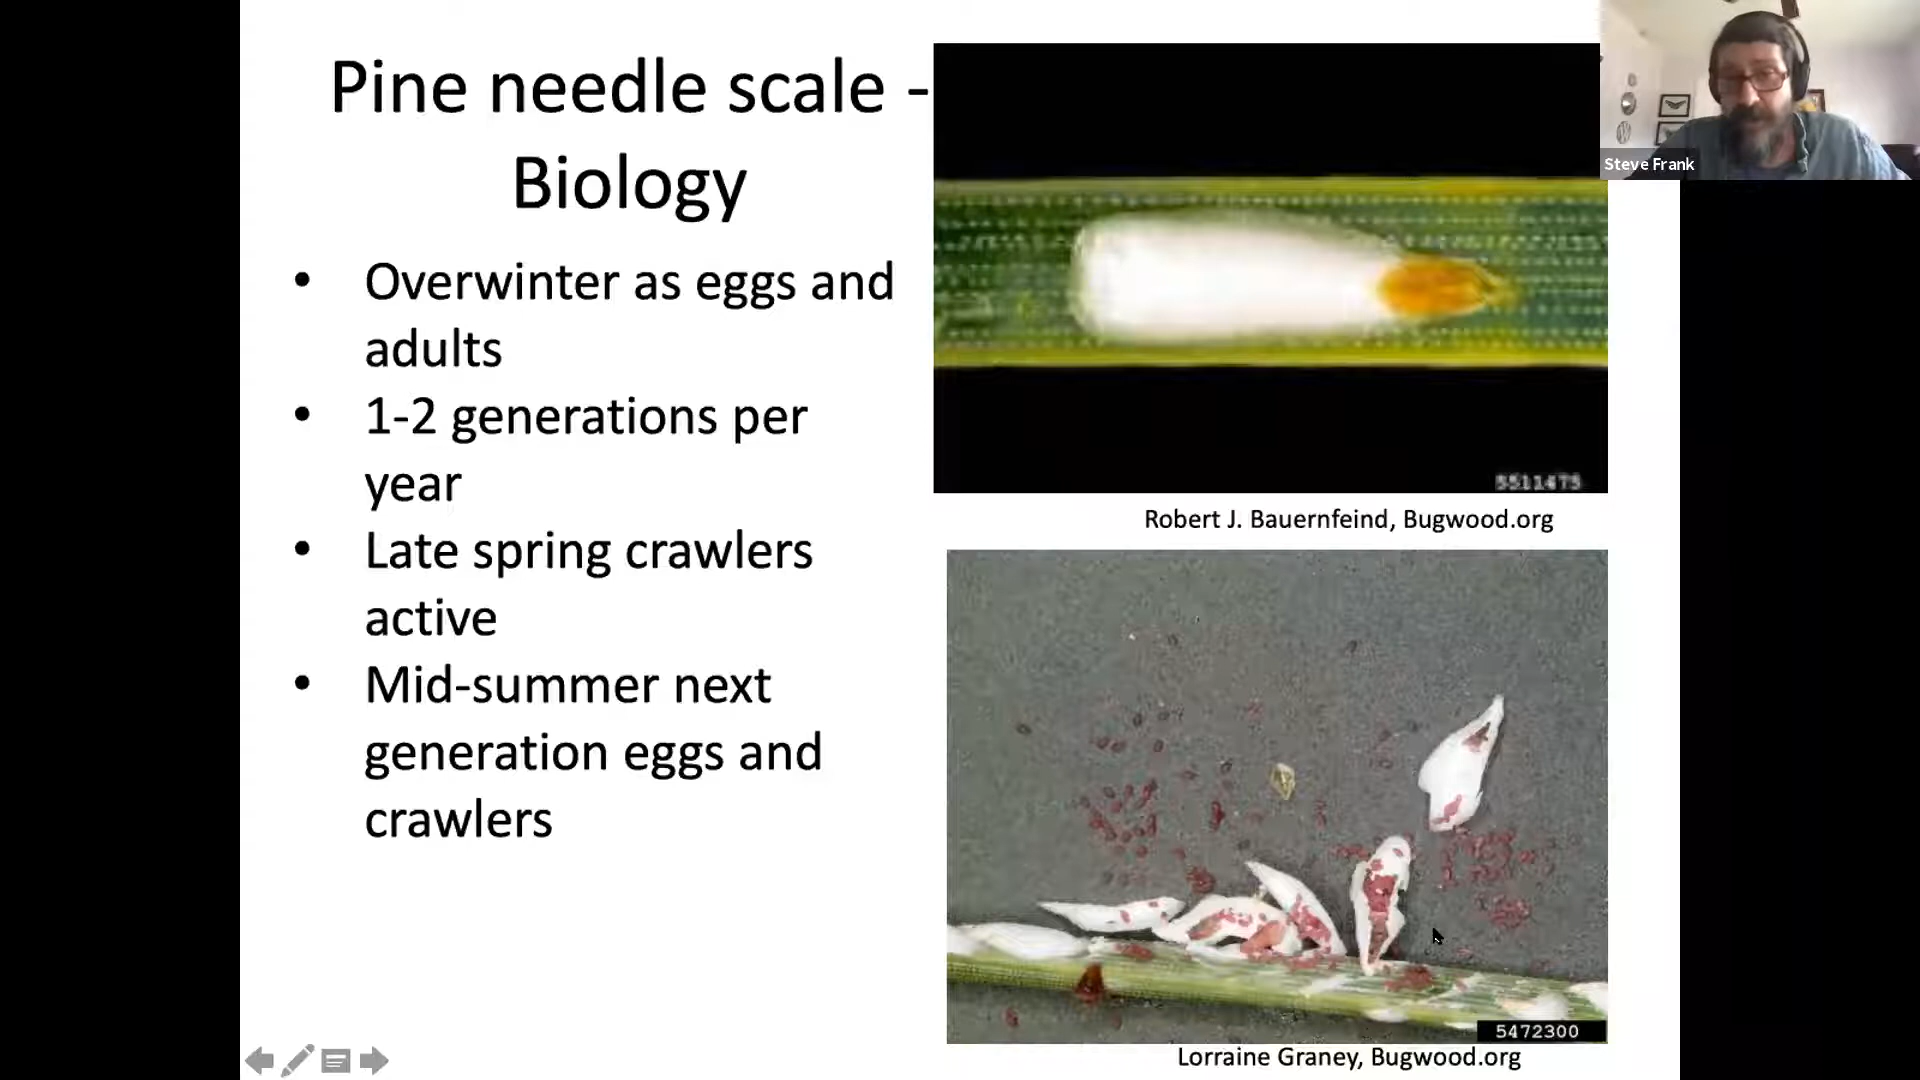 Pine needle scale -
Biology
• Overwinter as eggs and
adults
• 1-2 generations per
year
• Late spring crawlers
active
• Mid-summer next
generation eggs and
crawlers
5511475
Robert J. Bauernfeind, Bugwood.org
5472300
Lorraine Graney, Bugwood.org
Steve Frank